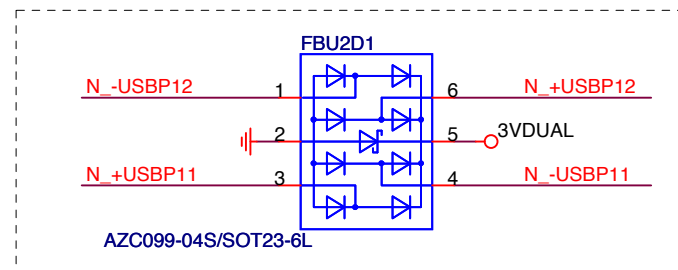 FBU2D1
N_-USBP12 1 6 N_+USBP12
2 5 3VDUAL
N_+USBP11 3 4 N_-USBP11
AZC099-04S/SOT23-6L